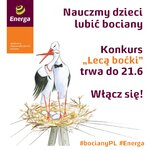 Energa
Nauczmy dzieci
lubić bociany
Konkurs
„Lecą boćki”
trwa do 21.6
Włącz się!
#bocianyPL #Energa